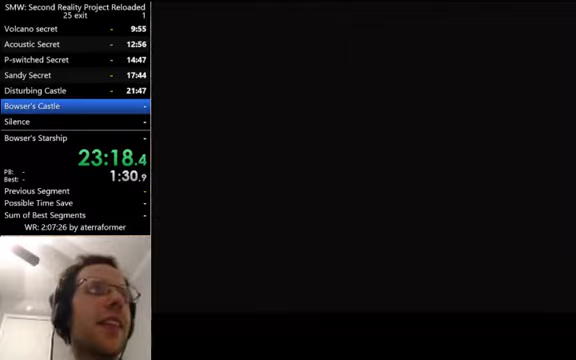 SMW: Second Reality Project Reloaded
25 exit 1
Volcano secret - 9:55
Acoustic Secret - 12:56
P-switched Secret - 14:47
Sandy Secret - 17:44
Disturbing Castle - 21:47
Bowser's Castle -
Silence -
Bowser's Starship -
23:18.4
PB: -
Best: -
1:30.9
Previous Segment -
Possible Time Save -
Sum of Best Segments -
WR: 2:07:26 by aterraformer